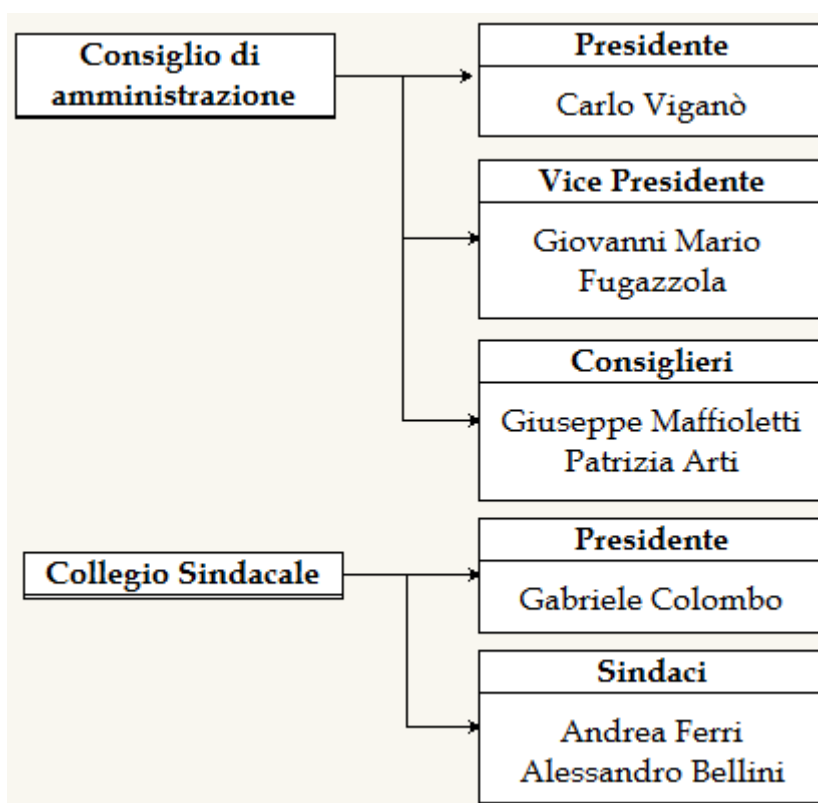 Consiglio di
amministrazione
Presidente
Carlo Viganò
Vice Presidente
Giovanni Mario
Fugazzola
Consiglieri
Giuseppe Maffioletti
Patrizia Arti
Collegio Sindacale
Presidente
Gabriele Colombo
Sindaci
Andrea Ferri
Alessandro Bellini